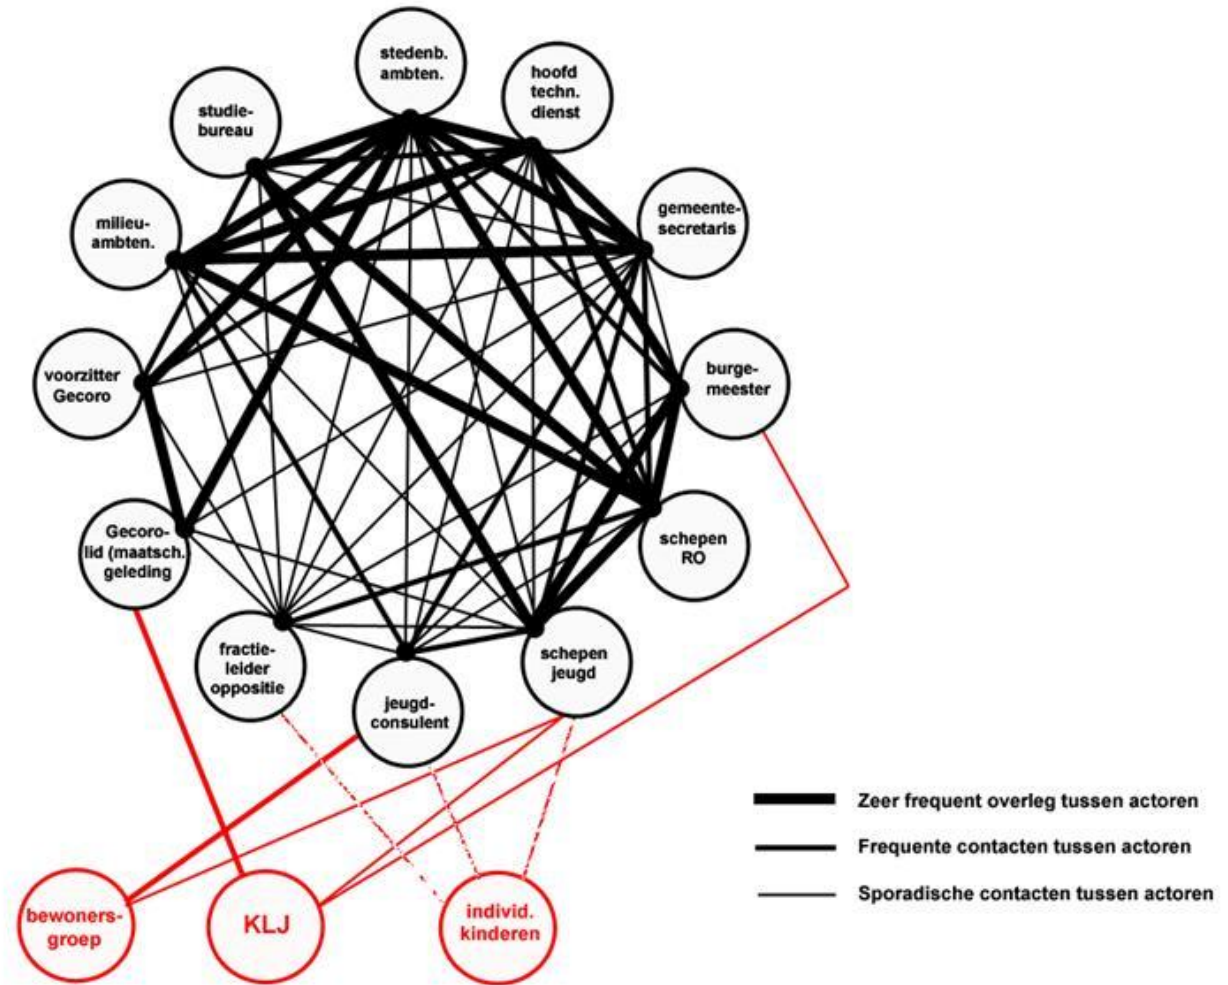 stedenb.
ambten.
hoofd
techn.
dienst
studie-
bureau
gemeente-
secretaris
milieu-
ambten.
burge-
meester
voorzitter
Gecoro
schepen
RO
Gecoro-
lid (maatsch.
geleding
schepen
jeugd
fractie-
leider
oppositie
jeugd-
consulent
Zeer frequent overleg tussen actoren
Frequente contacten tussen actoren
Sporadische contacten tussen actoren
bewoners-
groep
KLJ
individ.
kinderen